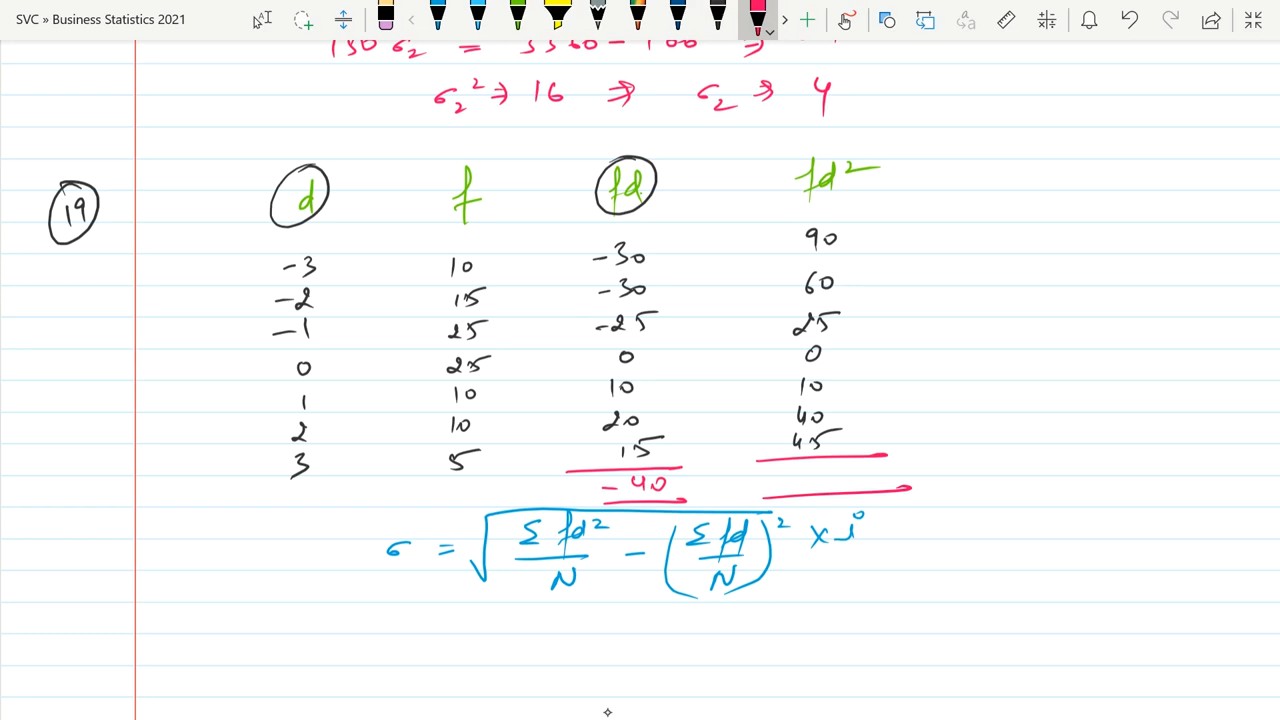 SVC » Business Statistics 2021
σ₂² ⇒ 16 ⇒ σ₂ ⇒ 4
19
d f fd fd²
-3 10 -30 90
-2 15 -30 60
-1 25 -25 25
0 25 0 0
1 10 10 10
2 10 20 40
3 5 15 45
-40
σ = √(Σfd²/N - (Σfd/N)²) × i